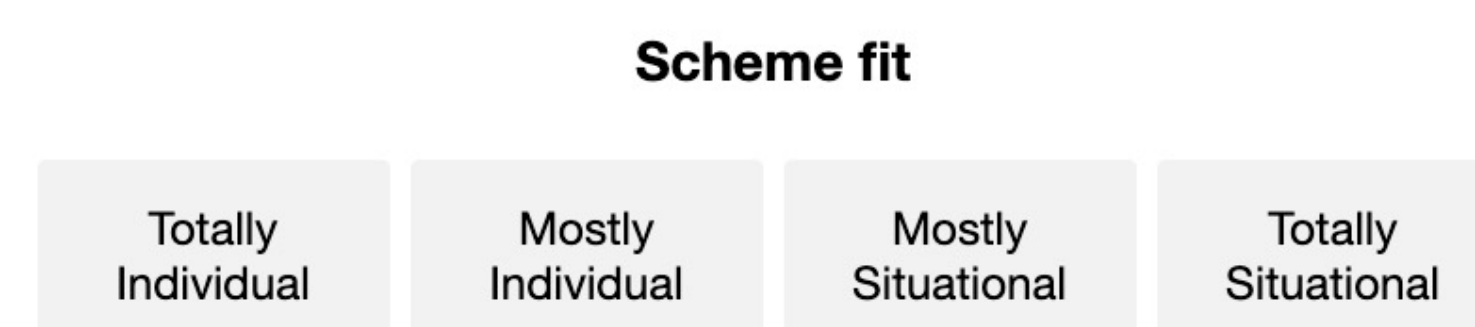 Scheme fit
Totally
Individual
Mostly
Individual
Mostly
Situational
Totally
Situational